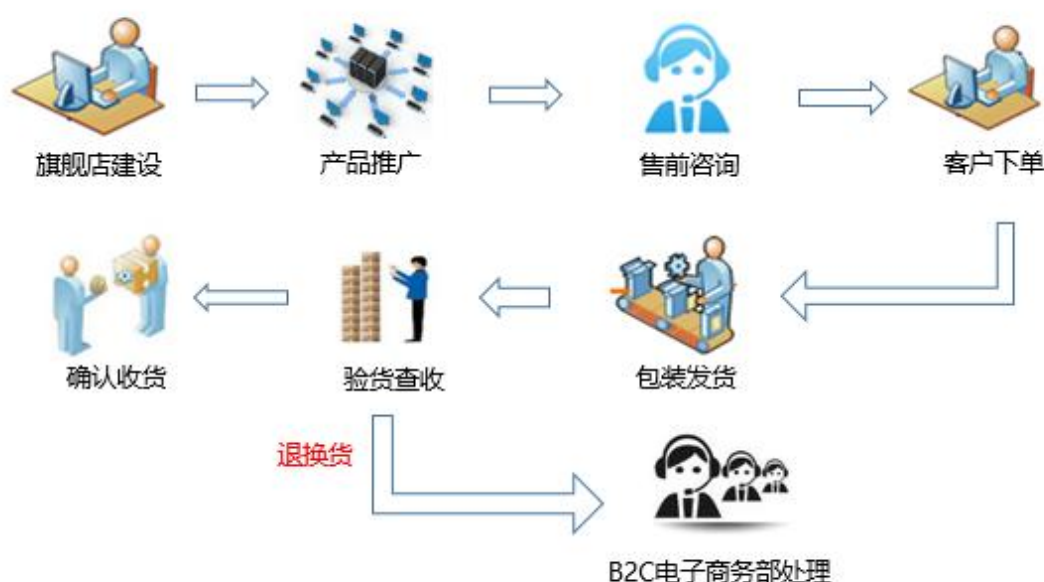 旗舰店建设
产品推广
售前咨询
客户下单
确认收货
验货查收
包装发货
退换货
B2C电子商务部处理